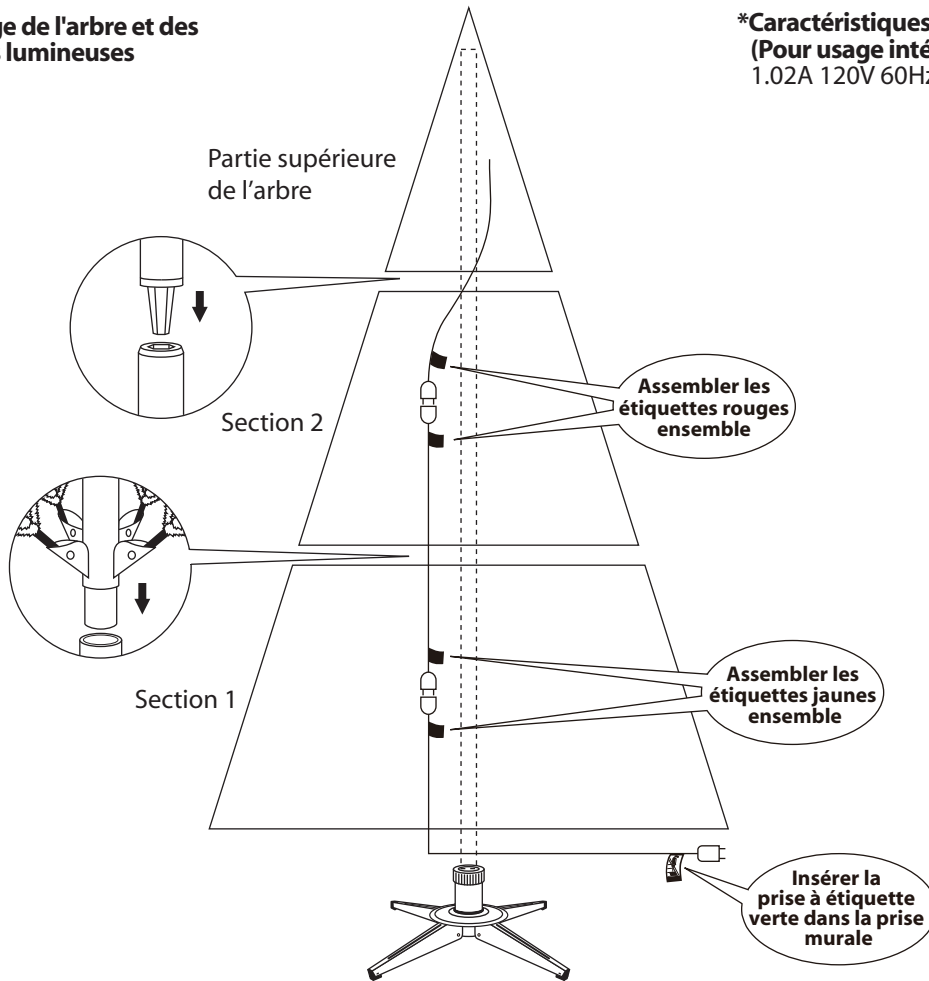 ge de l'arbre et des
s lumineuses
*Caractéristiques
(Pour usage inté
1.02A 120V 60Hz
Partie supérieure
de l'arbre
Section 2
Assembler les
étiquettes rouges
ensemble
Section 1
Assembler les
étiquettes jaunes
ensemble
Insérer la
prise à étiquette
verte dans la prise
murale